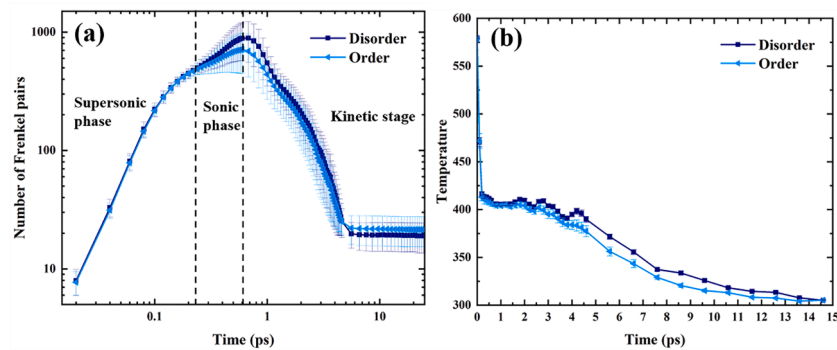 (a)
Disorder
Order
Supersonic
phase
Sonic
phase
Kinetic stage
Number of Frenkel pairs
1000
100
10
0.1
1
10
Time (ps)
(b)
Disorder
Order
Temperature
600
550
500
450
400
350
300
0 1 2 3 4 5 6 7 8 9 10 11 12 13 14 15
Time (ps)